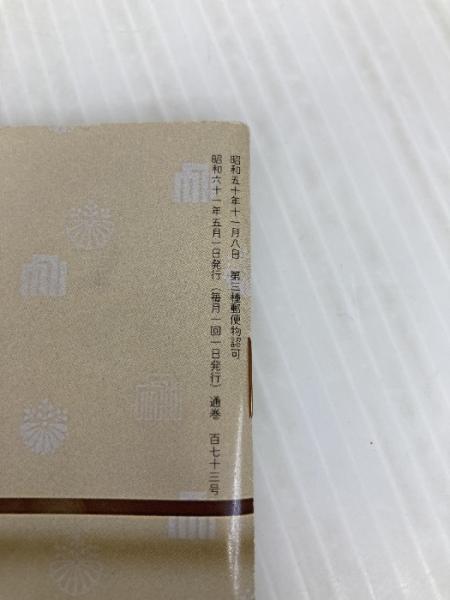 昭和五十年十一月八日　第三種郵便物認可
昭和六十一年五月一日発行（毎月一回一日発行）通巻　百七十三号